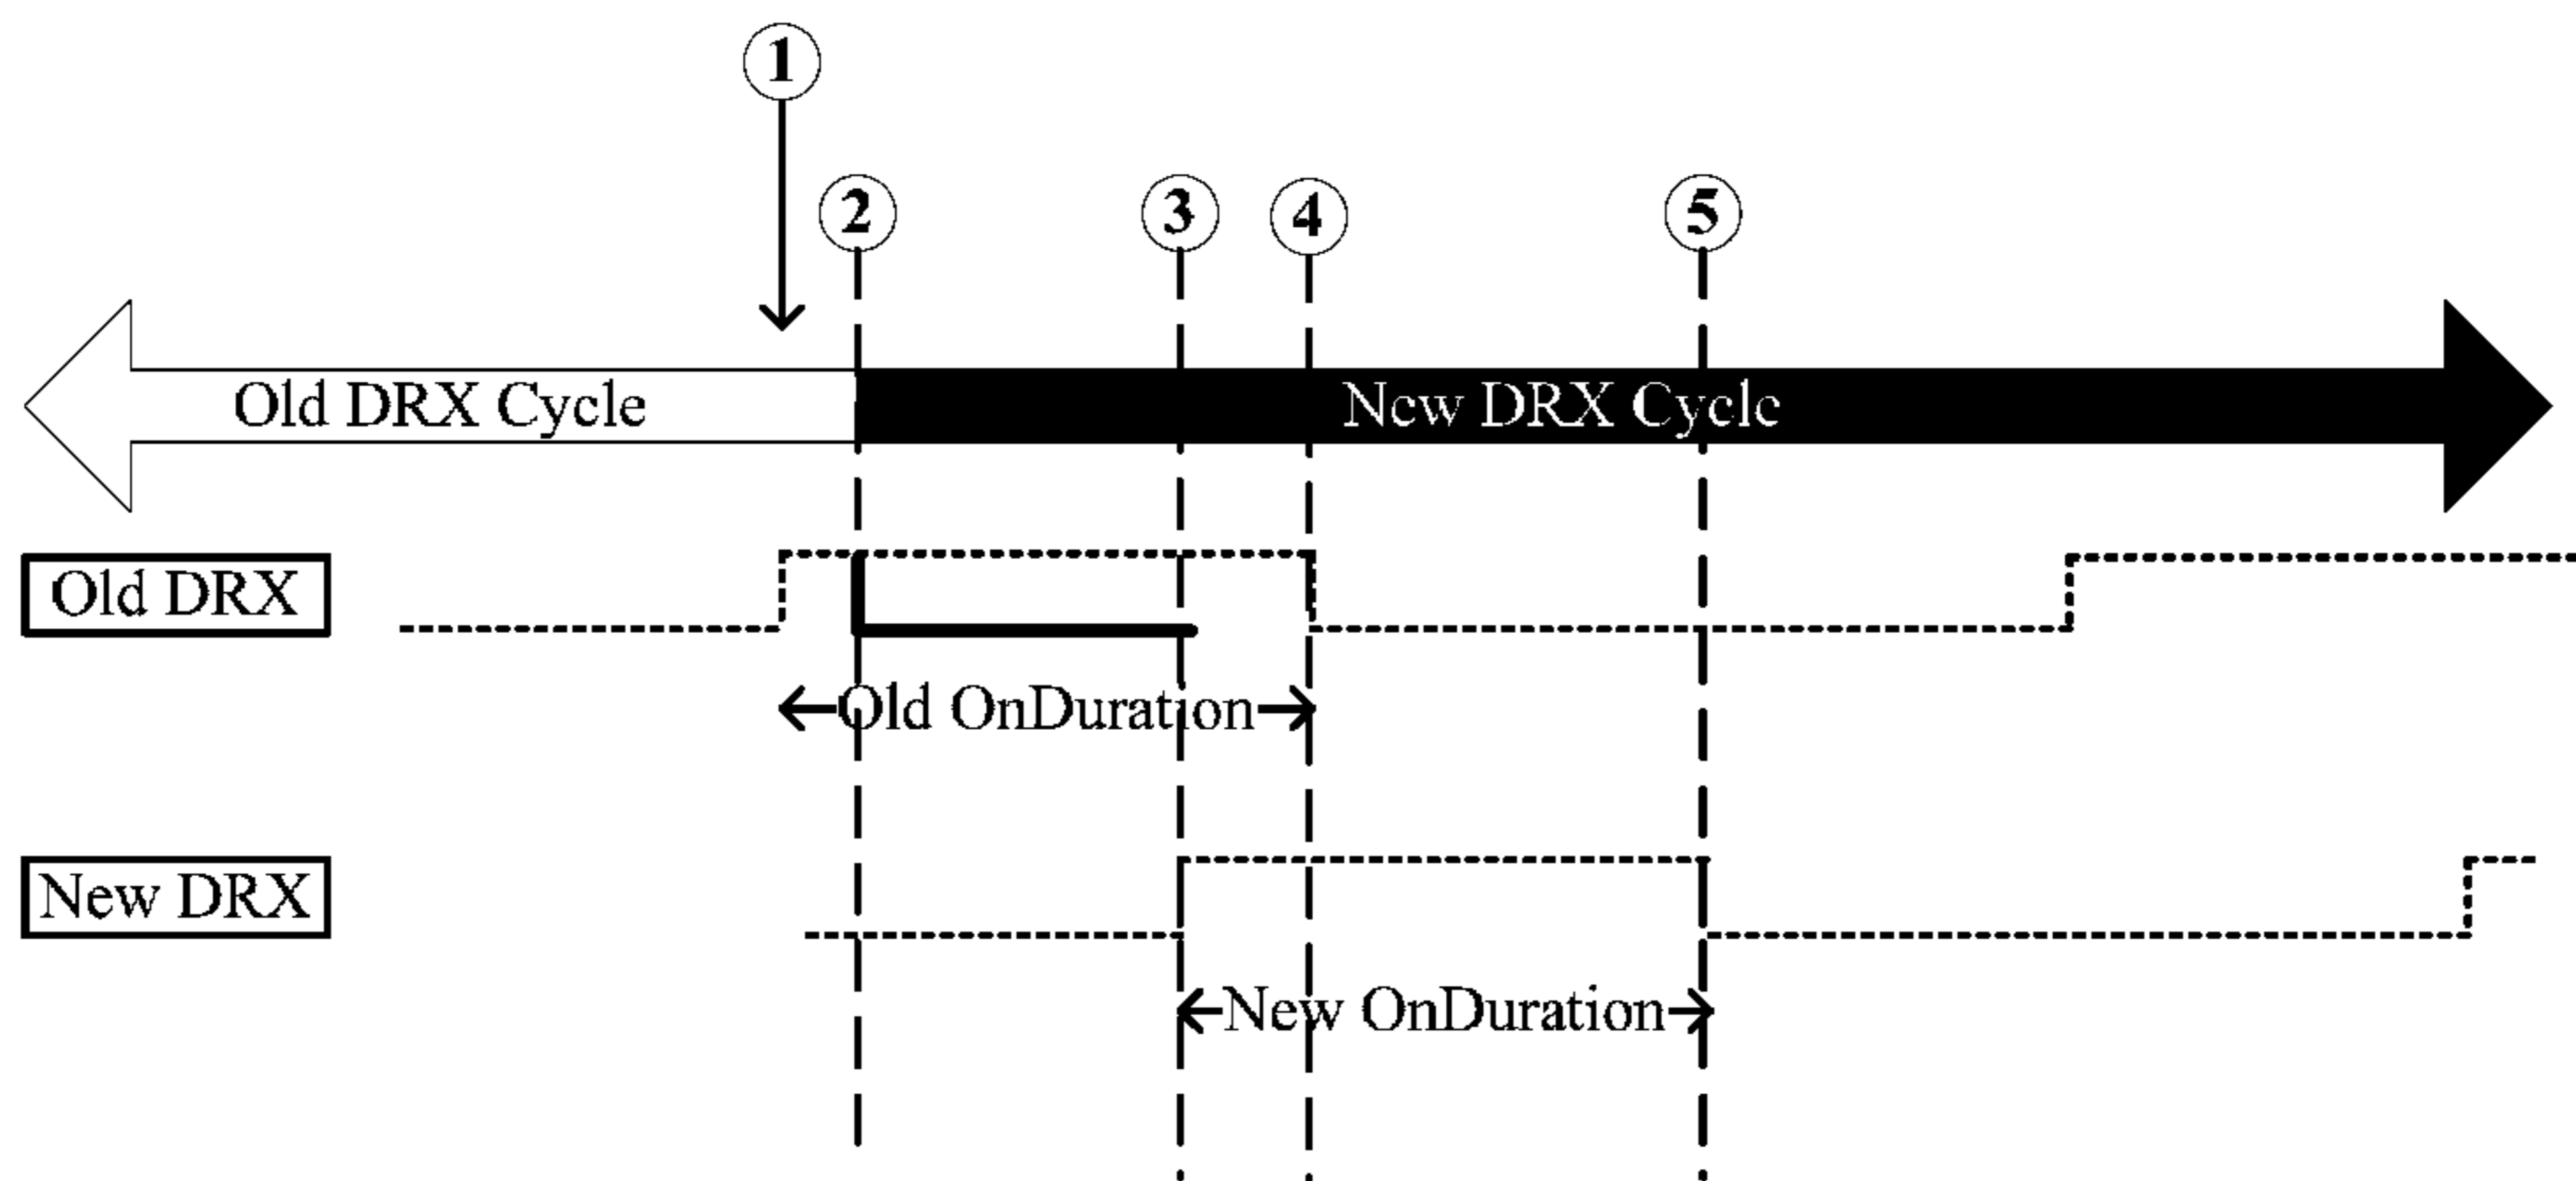 1
2 3 4 5
Old DRX Cycle New DRX Cycle
Old DRX
Old OnDuration
New DRX
New OnDuration